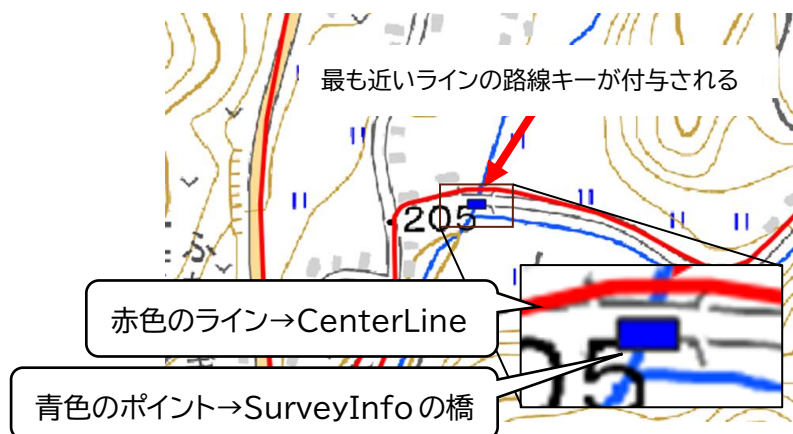 最も近いラインの路線キーが付与される
205
赤色のライン→CenterLine
05
青色のポイント→SurveyInfoの橋